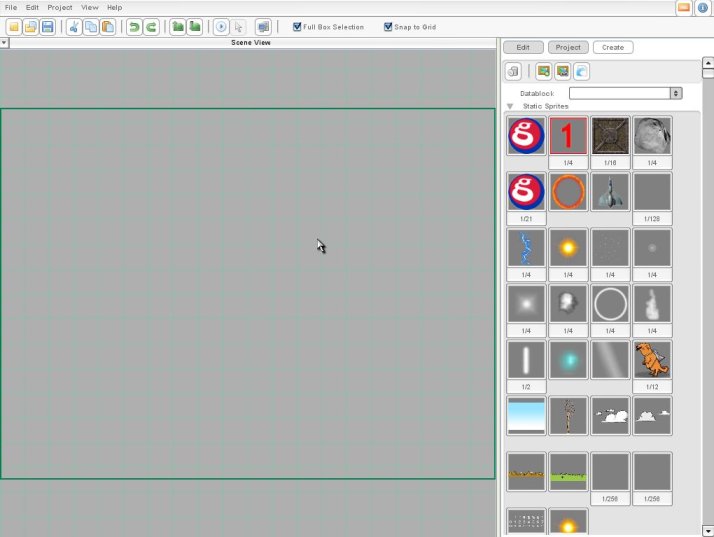 File Edit Project View Help
Full Box Selection Snap to Grid
Scene View
Edit Project Create
Datablock
Static Sprites
g 1
1/4 1/16 1/4
g
1/21 1/128
1/4 1/4 1/4 1/4
1/4 1/4 1/4 1/4
1/2 1/12
1/256 1/256